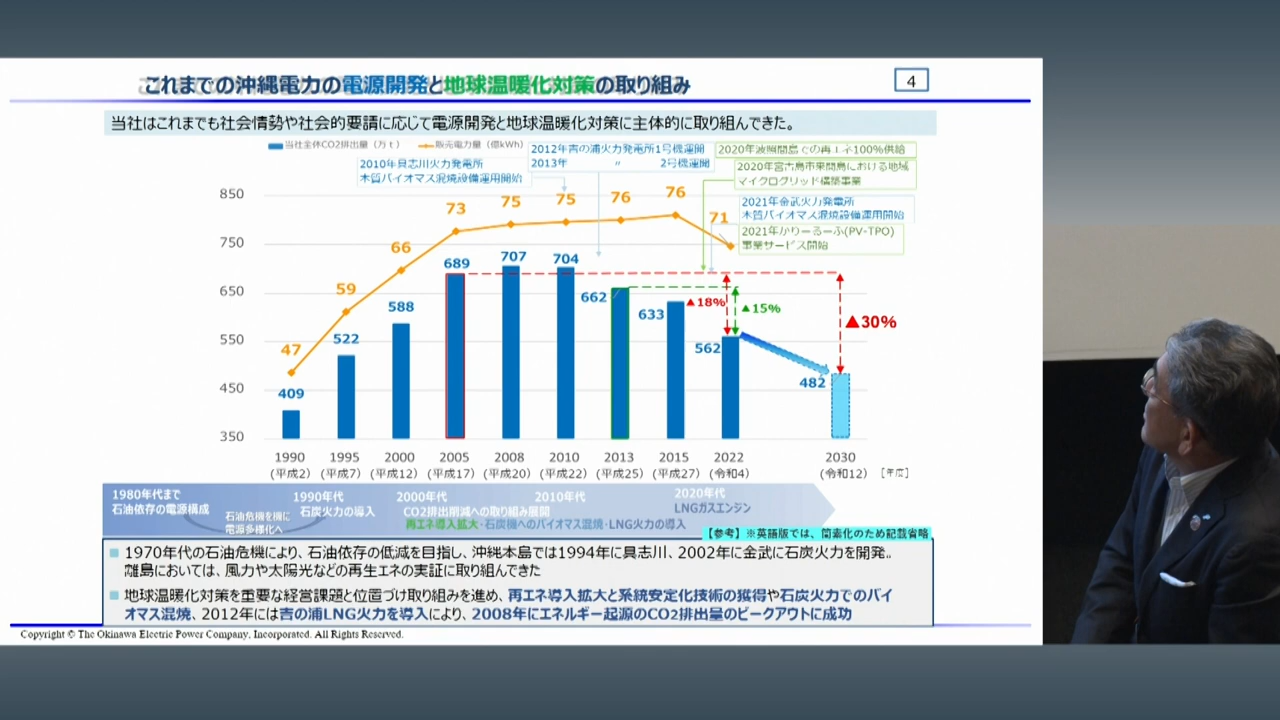 これまでの沖縄電力の電源開発と地球温暖化対策の取り組み
4
当社はこれまでも社会情勢や社会的要請に応じて電源開発と地球温暖化対策に主体的に取り組んできた。
当社全体CO2排出量（万ｔ）
販売電力量（億kWh）
2010年具志川火力発電所
木質バイオマス混焼設備運用開始
2012年吉の浦火力発電所1号機運開
2013年 〃 2号機運開
2020年波照間島での再エネ100%供給
2020年宮古島市来間島における地域
マイクログリッド構築事業
2021年金武火力発電所
木質バイオマス混焼設備運用開始
2021年かりーるーふ(PV-TPO)
事業サービス開始
850
750
650
550
450
350
47
59
66
73
75
75
76
76
71
409
522
588
689
707
704
662
633
562
482
▲18%
▲15%
▲30%
1990
(平成2)
1995
(平成7)
2000
(平成12)
2005
(平成17)
2008
(平成20)
2010
(平成22)
2013
(平成25)
2015
(平成27)
2022
(令和4)
2030
(令和12)
[年度]
1980年代まで
石油依存の電源構成
石油危機を機に
電源多様化へ
1990年代
石炭火力の導入
2000年代
CO2排出削減への取り組み展開
2010年代
再エネ導入拡大・石炭機へのバイオマス混焼・LNG火力の導入
2020年代
LNGガスエンジン
【参考】※英語版では、簡素化のため記載省略
1970年代の石油危機により、石油依存の低減を目指し、沖縄本島では1994年に具志川、2002年に金武に石炭火力を開発。
離島においては、風力や太陽光などの再生エネの実証に取り組んできた
地球温暖化対策を重要な経営課題と位置づけ取り組みを進め、再エネ導入拡大と系統安定化技術の獲得や石炭火力でのバイ
オマス混焼、2012年には吉の浦LNG火力を導入により、2008年にエネルギー起源のCO2排出量のピークアウトに成功
Copyright © The Okinawa Electric Power Company, Incorporated. All Rights Reserved.